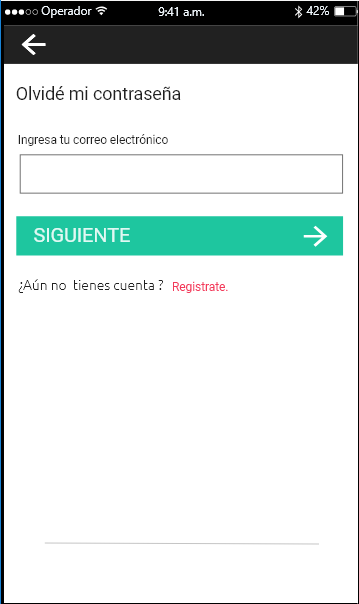 Operador 9:41 a.m. 42%
Olvidé mi contraseña
Ingresa tu correo electrónico
SIGUIENTE
¿Aún no tienes cuenta ? Registrate.